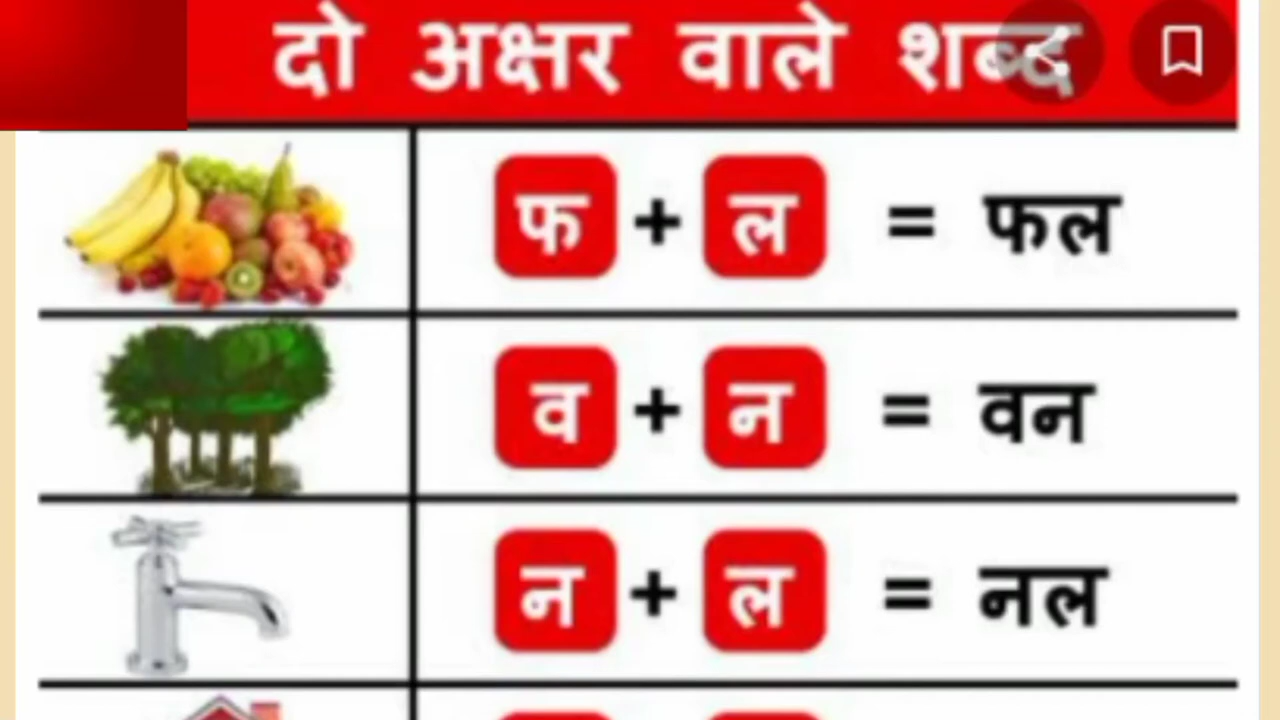 दो अक्षर वाले शब्द
फ + ल = फल
व + न = वन
न + ल = नल